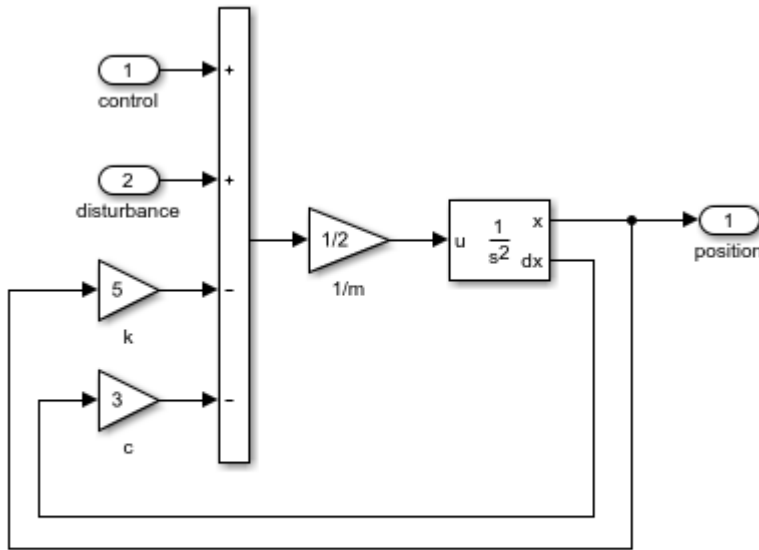 1
+
control
2
+
disturbance
1/2
1/m
u
1
s2
x
dx
1
position
5
−
k
3
−
c